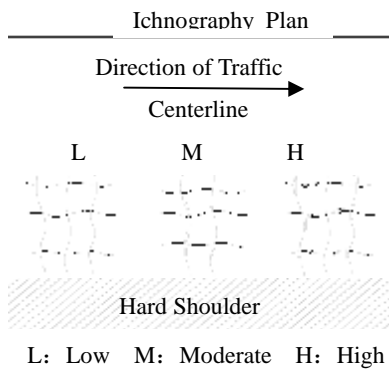 Ichnography Plan
Direction of Traffic
Centerline
L M H
Hard Shoulder
L: Low M: Moderate H: High